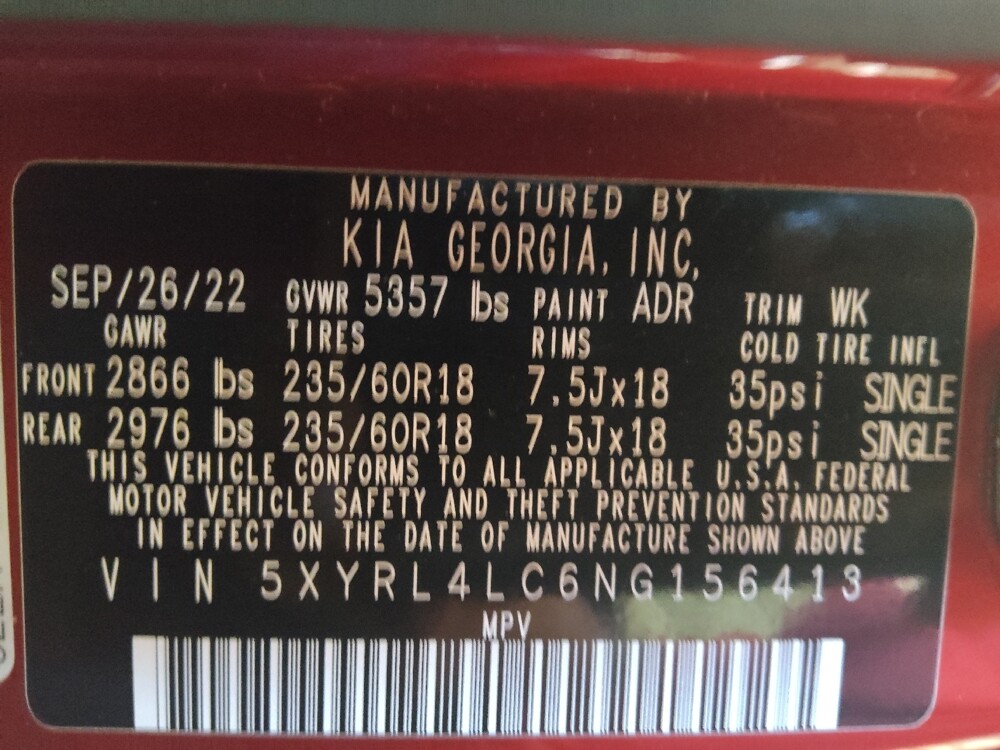 MANUFACTURED BY
KIA GEORGIA, INC,
SEP/26/22 GVWR 5357 lbs PAINT ADR TRIM WK
GAWR TIRES RIMS COLD TIRE INFL
FRONT 2866 lbs 235/60R18 7.5Jx18 35psi SINGLE
REAR 2976 lbs 235/60R18 7.5Jx18 35psi SINGLE
THIS VEHICLE CONFORMS TO ALL APPLICABLE U.S.A. FEDERAL
MOTOR VEHICLE SAFETY AND THEFT PREVENTION STANDARDS
IN EFFECT ON THE DATE OF MANUFACTURE SHOWN ABOVE
VIN 5XYRL4LC6NG156413
MPV